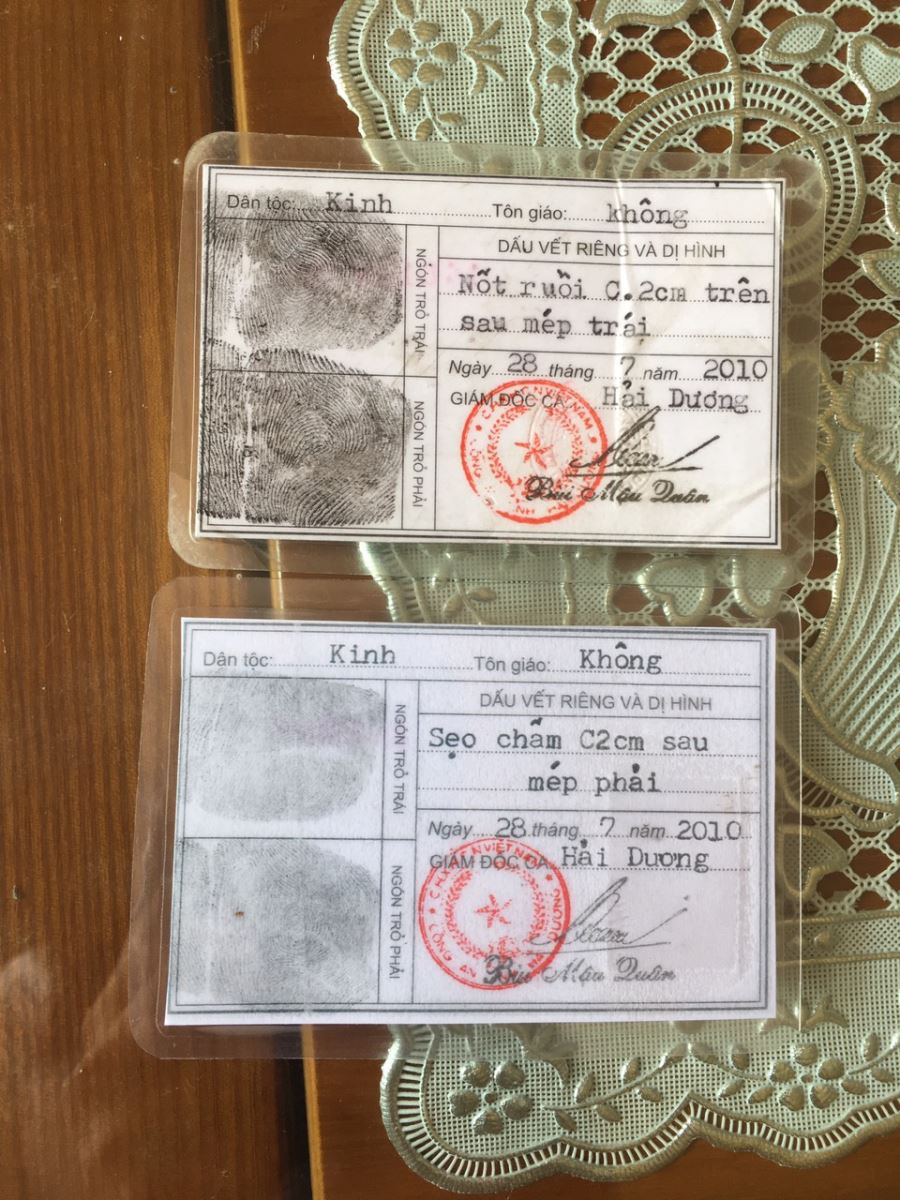 Dân tộc: Kinh Tôn giáo: không
DẤU VẾT RIÊNG VÀ DỊ HÌNH
Nốt ruồi C.2cm trên
sau mép trái
NGÓN TRỎ TRÁI
NGÓN TRỎ PHẢI
Ngày 28 tháng 7 năm 2010
GIÁM ĐỐC CA Hải Dương
Bùi Mậu Quân
Dân tộc: Kinh Tôn giáo: Không
DẤU VẾT RIÊNG VÀ DỊ HÌNH
Sẹo chấm C2cm sau
mép phải
NGÓN TRỎ TRÁI
NGÓN TRỎ PHẢI
Ngày 28 tháng 7 năm 2010
GIÁM ĐỐC CA Hải Dương
CÔNG AN
Bùi Mậu Quân